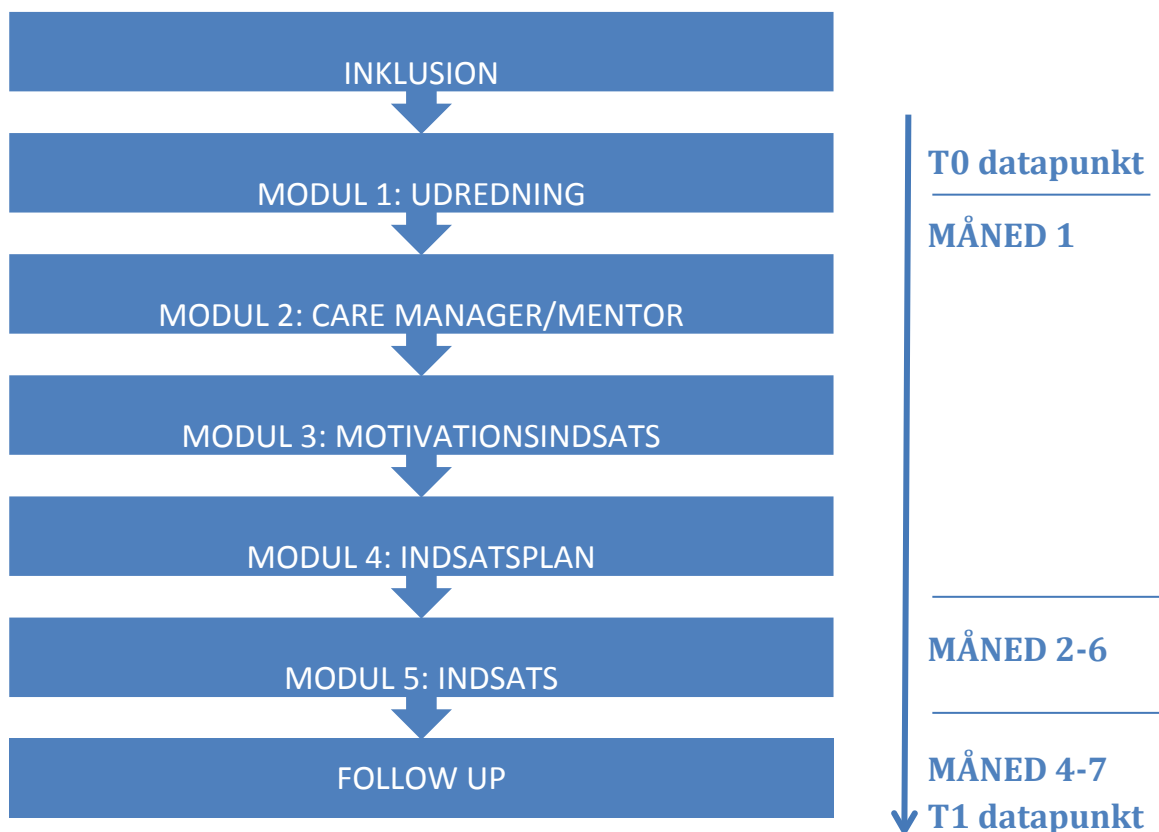 INKLUSION
MODUL 1: UDREDNING
MODUL 2: CARE MANAGER/MENTOR
MODUL 3: MOTIVATIONSINDSATS
MODUL 4: INDSATSPLAN
MODUL 5: INDSATS
FOLLOW UP
T0 datapunkt
MÅNED 1
MÅNED 2-6
MÅNED 4-7
T1 datapunkt